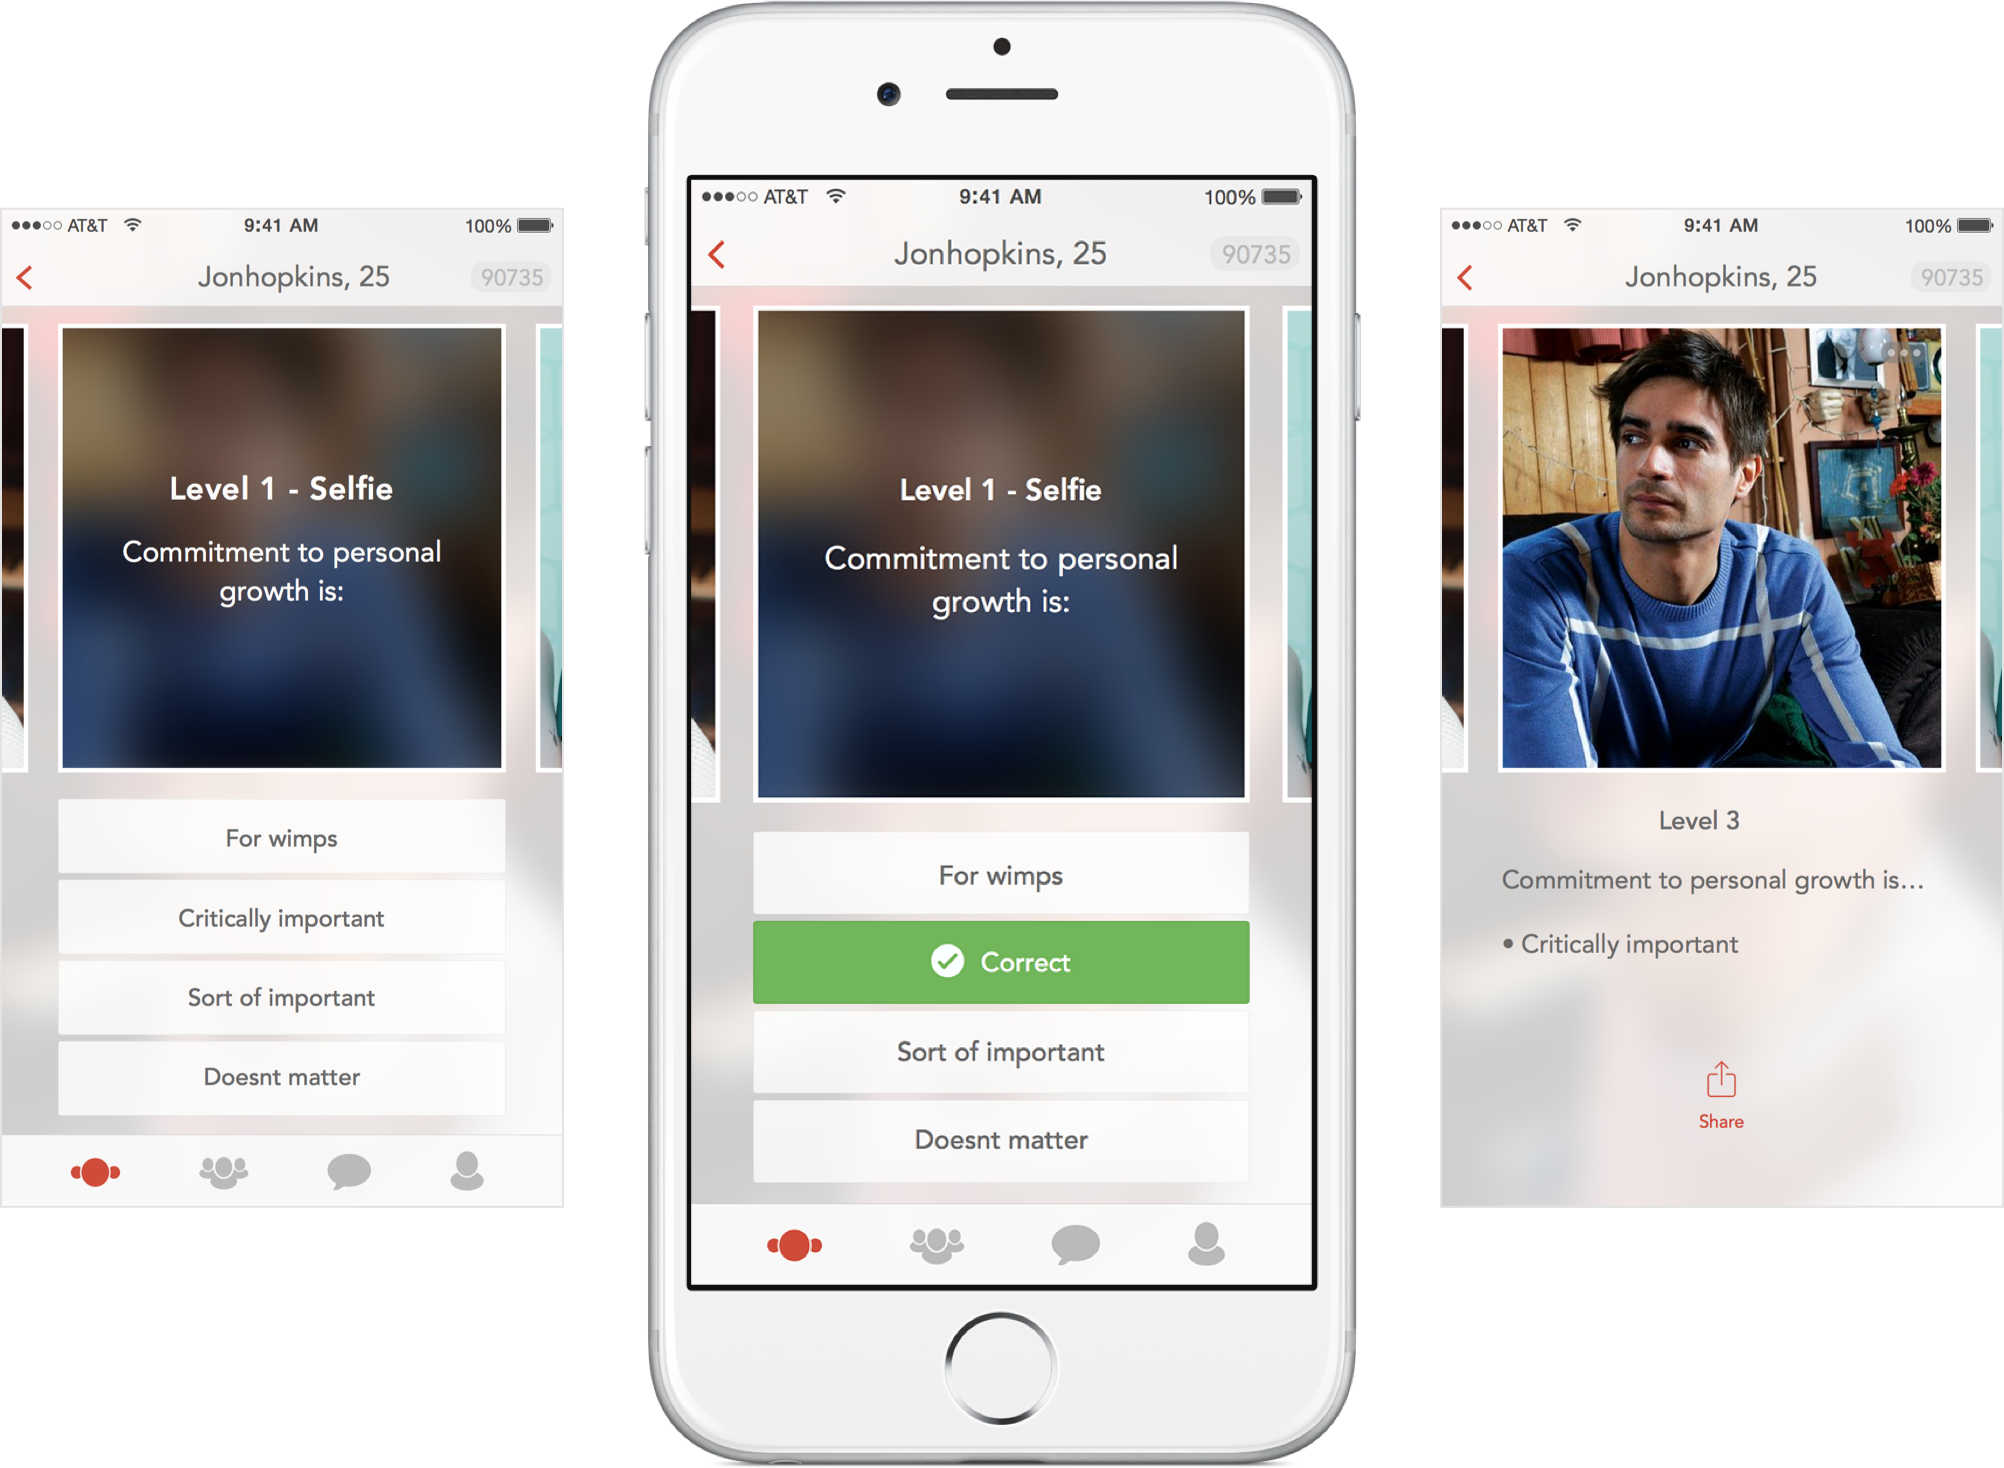 AT&T 9:41 AM 100%
Jonhopkins, 25 90735
Level 1 - Selfie
Commitment to personal
growth is:
For wimps
Critically important
Sort of important
Doesnt matter
AT&T 9:41 AM 100%
Jonhopkins, 25 90735
Level 1 - Selfie
Commitment to personal
growth is:
For wimps
Correct
Sort of important
Doesnt matter
AT&T 9:41 AM 100%
Jonhopkins, 25 90735
XII
Level 3
Commitment to personal growth is...
• Critically important
Share